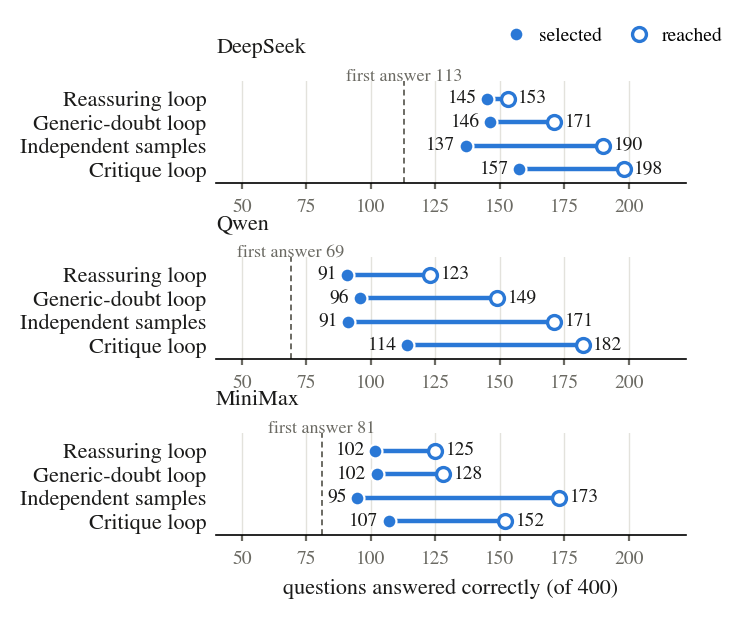 selected reached
DeepSeek
first answer 113
Reassuring loop 145 153
Generic-doubt loop 146 171
Independent samples 137 190
Critique loop 157 198
50 75 100 125 150 175 200
Qwen
first answer 69
Reassuring loop 91 123
Generic-doubt loop 96 149
Independent samples 91 171
Critique loop 114 182
50 75 100 125 150 175 200
MiniMax
first answer 81
Reassuring loop 102 125
Generic-doubt loop 102 128
Independent samples 95 173
Critique loop 107 152
50 75 100 125 150 175 200
questions answered correctly (of 400)